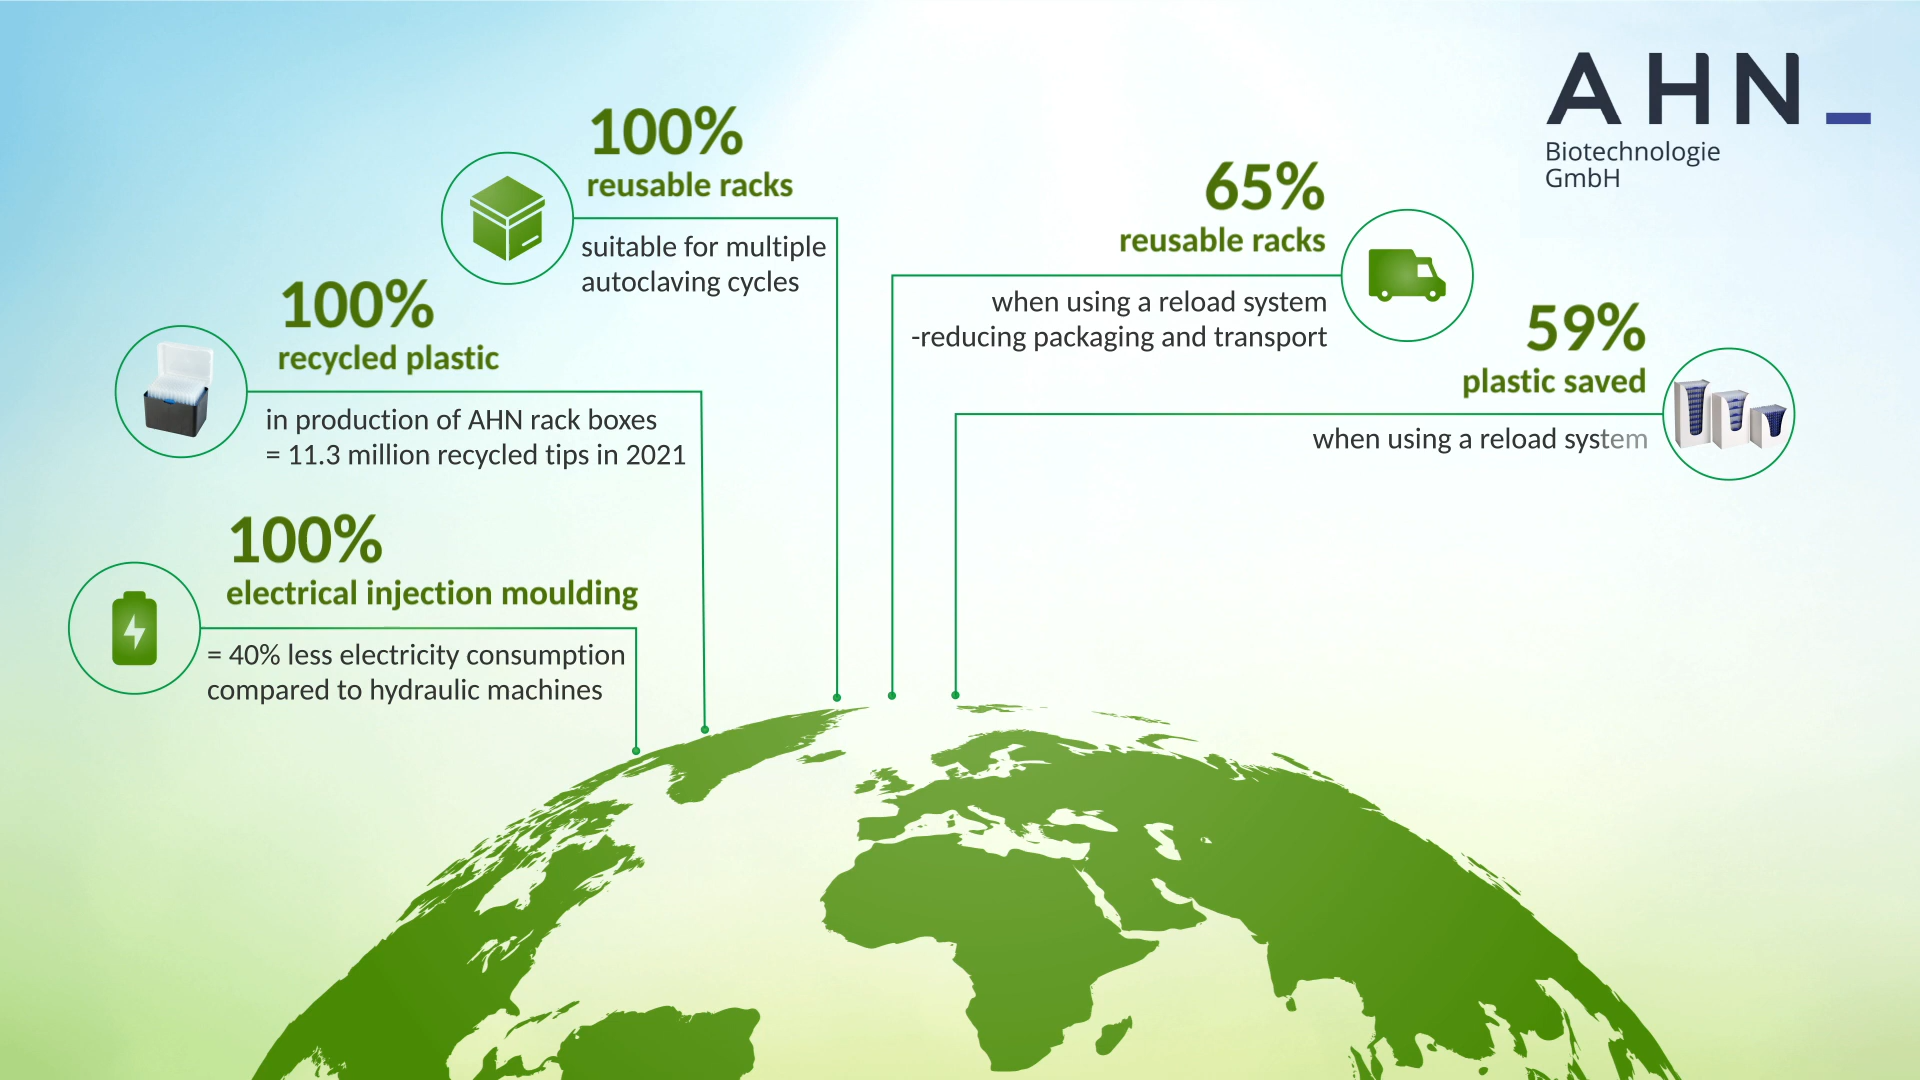 AHN_
Biotechnologie
GmbH
100%
reusable racks
suitable for multiple
autoclaving cycles
100%
recycled plastic
in production of AHN rack boxes
= 11.3 million recycled tips in 2021
100%
electrical injection moulding
= 40% less electricity consumption
compared to hydraulic machines
65%
reusable racks
when using a reload system
-reducing packaging and transport
59%
plastic saved
when using a reload system